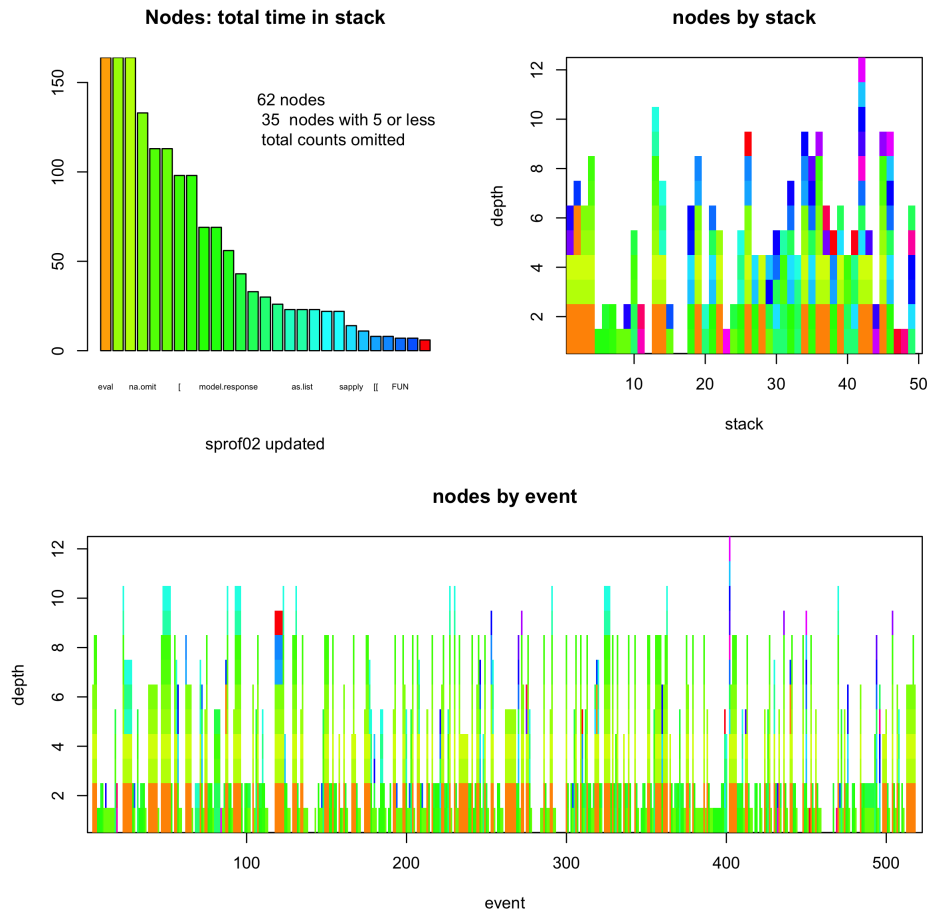 Nodes: total time in stack
150
100
50
0
62 nodes
35 nodes with 5 or less
total counts omitted
eval na.omit [ model.response as.list sapply [[ FUN
sprof02 updated
nodes by stack
12
10
8
6
4
2
depth
10 20 30 40 50
stack
nodes by event
12
10
8
6
4
2
depth
100 200 300 400 500
event